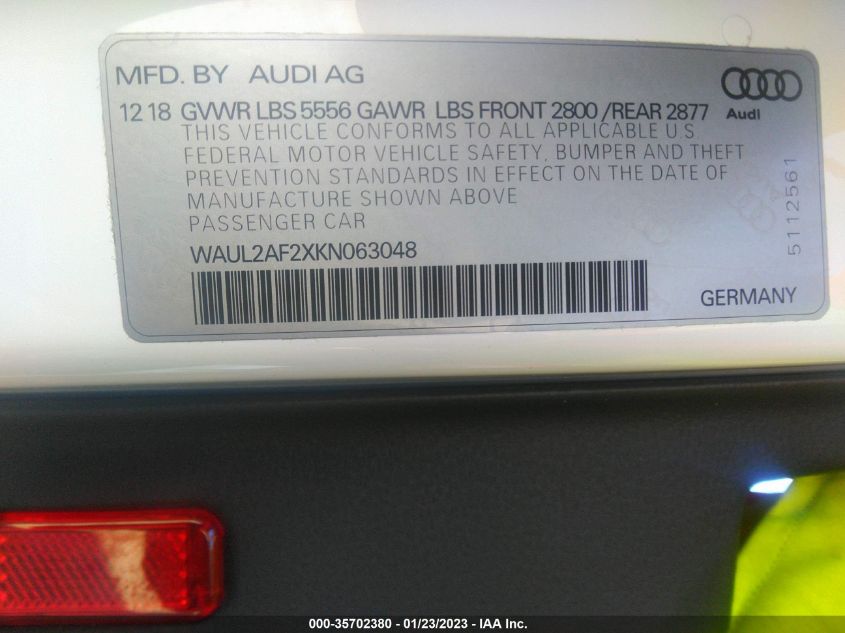 MFD. BY AUDI AG
12 18 GVWR LBS 5556 GAWR LBS FRONT 2800 /REAR 2877
Audi
THIS VEHICLE CONFORMS TO ALL APPLICABLE U S
FEDERAL MOTOR VEHICLE SAFETY, BUMPER AND THEFT
PREVENTION STANDARDS IN EFFECT ON THE DATE OF
MANUFACTURE SHOWN ABOVE
PASSENGER CAR
WAUL2AF2XKN063048
5112561
GERMANY
000-35702380 - 01/23/2023 - IAA Inc.